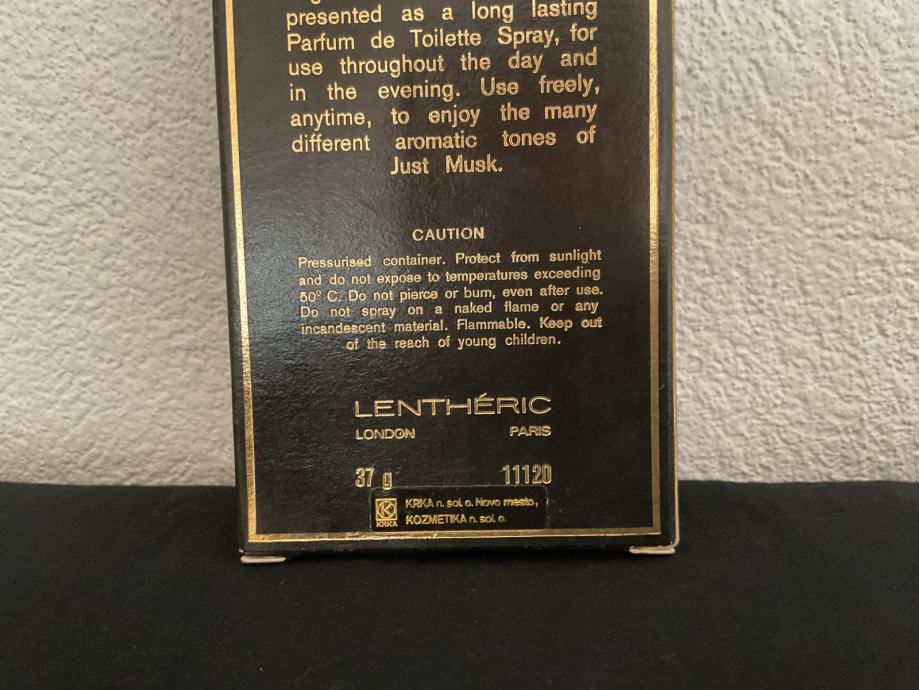 presented as a long lasting
Parfum de Toilette Spray, for
use throughout the day and
in the evening. Use freely,
anytime, to enjoy the many
different aromatic tones of
Just Musk.
CAUTION
Pressurised container. Protect from sunlight
and do not expose to temperatures exceeding
50° C. Do not pierce or burn, even after use.
Do not spray on a naked flame or any
incandescent material. Flammable. Keep out
of the reach of young children.
LENTHÉRIC
LONDON PARIS
37 g 11120
KRKA n. sol. o. Novo mesto,
KOZMETIKA n. sol. o.
KRKA